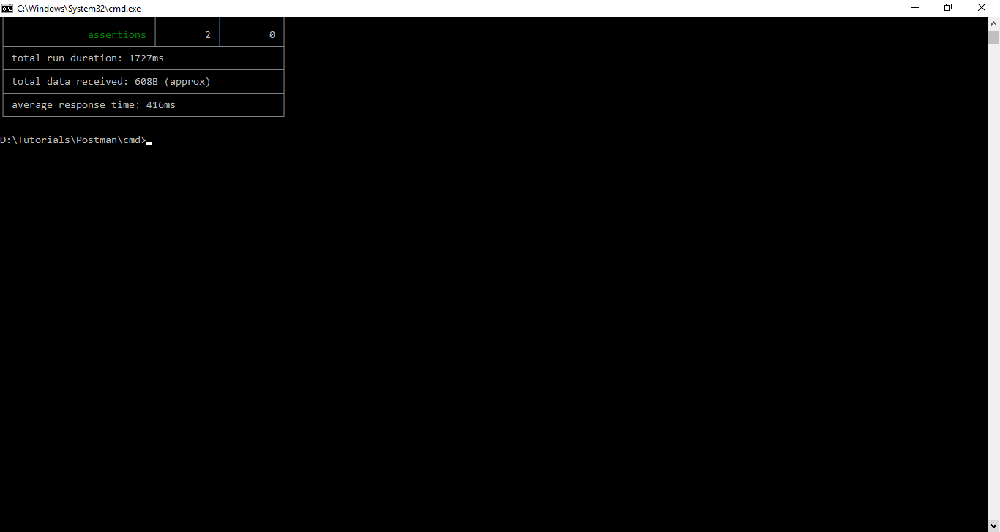 C:\Windows\System32\cmd.exe
assertions 2 0
total run duration: 1727ms
total data received: 608B (approx)
average response time: 416ms
D:\Tutorials\Postman\cmd>